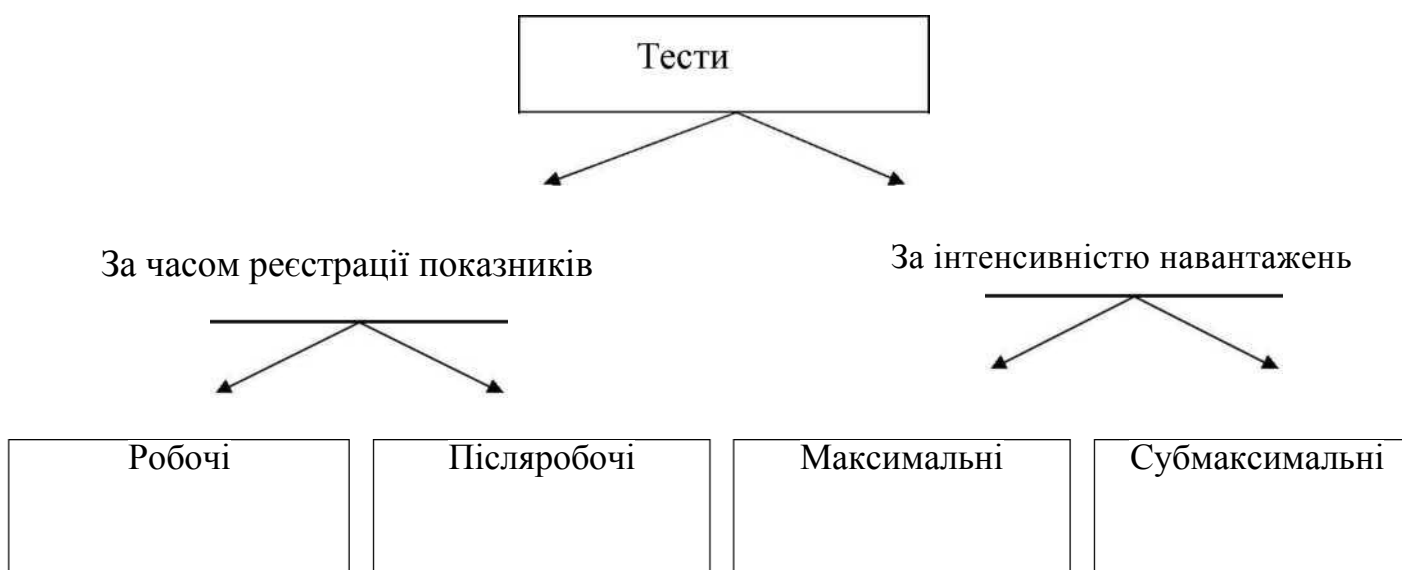 Тести
За часом реєстрації показників
За інтенсивністю навантажень
Робочі
Післяробочі
Максимальні
Субмаксимальні